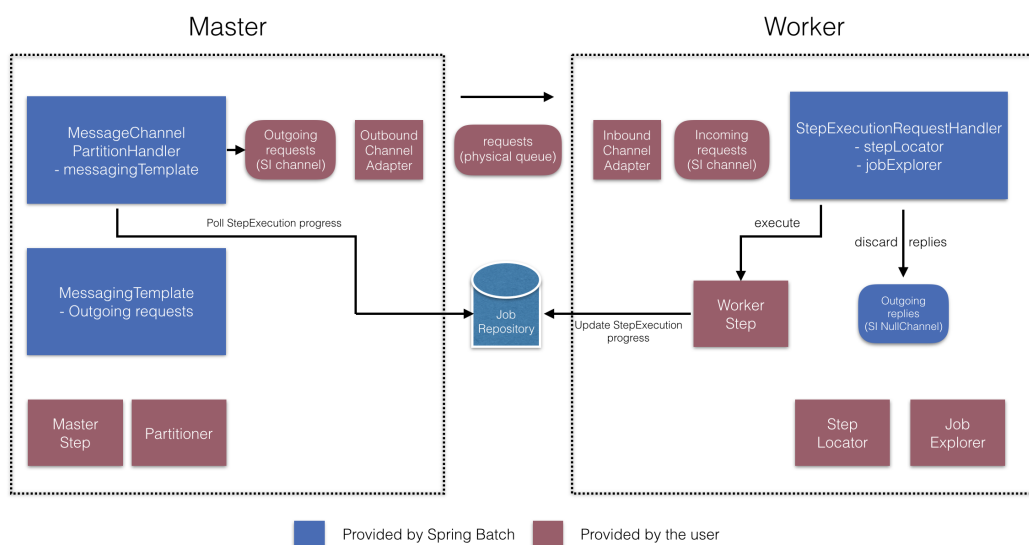 Master
Worker
MessageChannel
PartitionHandler
- messagingTemplate
Outgoing
requests
(SI channel)
Outbound
Channel
Adapter
requests
(physical queue)
Inbound
Channel
Adapter
Incoming
requests
(SI channel)
StepExecutionRequestHandler
- stepLocator
- jobExplorer
Poll StepExecution progress
execute
discard replies
MessagingTemplate
- Outgoing requests
Job
Repository
Update StepExecution
progress
Worker
Step
Outgoing
replies
(SI NullChannel)
Master
Step
Partitioner
Step
Locator
Job
Explorer
Provided by Spring Batch
Provided by the user